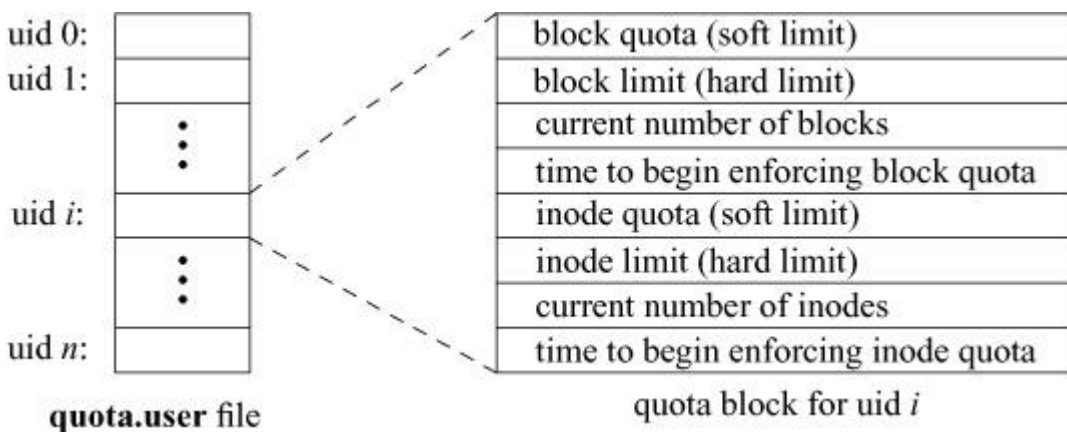 uid 0:
uid 1:
uid i:
uid n:
quota.user file
block quota (soft limit)
block limit (hard limit)
current number of blocks
time to begin enforcing block quota
inode quota (soft limit)
inode limit (hard limit)
current number of inodes
time to begin enforcing inode quota
quota block for uid i